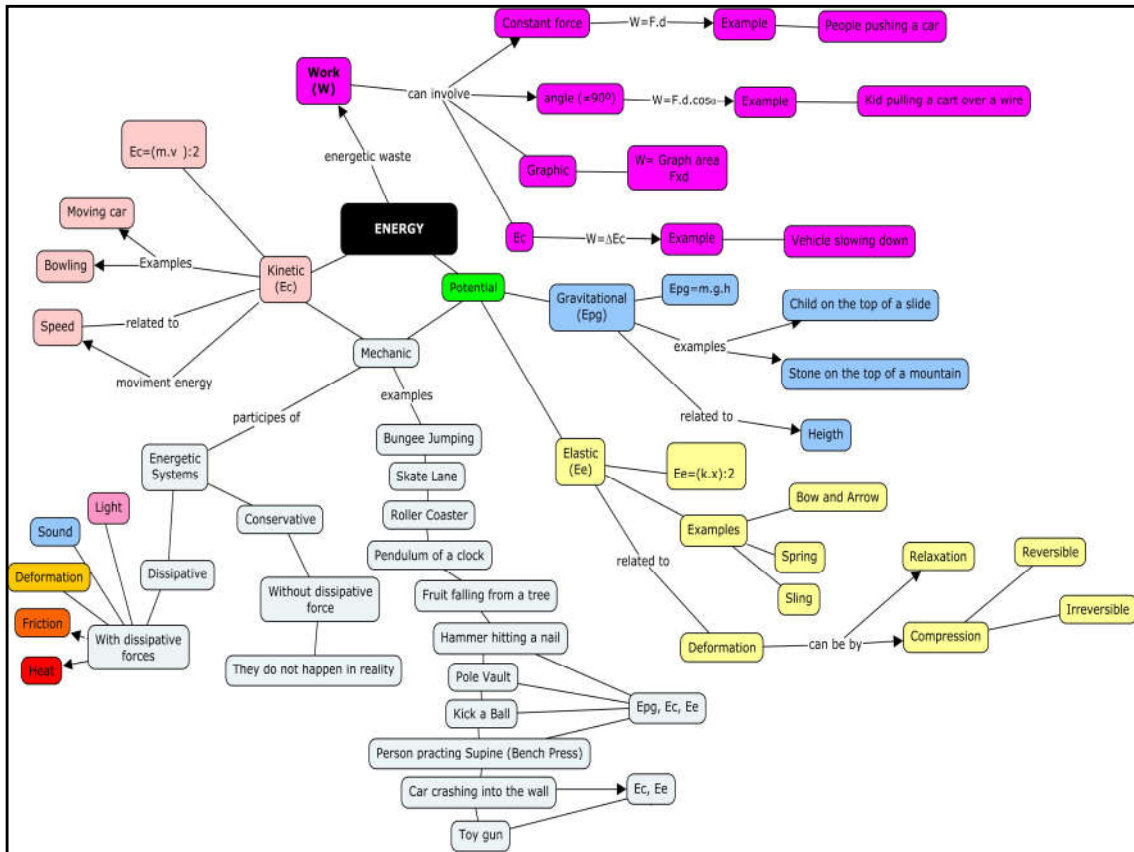 Constant force
W=F.d
Example
People pushing a car
Work
(W)
can involve
angle (≠90º)
W=F.d.cosα
Example
Kid pulling a cart over a wire
energetic waste
Graphic
W= Graph area
Fxd
Ec=(m.v ):2
Moving car
Examples
Bowling
Kinetic
(Ec)
ENERGY
Ec
W=ΔEc
Example
Vehicle slowing down
Potential
Gravitational
(Epg)
Epg=m.g.h
Child on the top of a slide
examples
Stone on the top of a mountain
related to
Heigth
Speed
related to
moviment energy
Mechanic
participes of
examples
Energetic
Systems
Bungee Jumping
Skate Lane
Roller Coaster
Pendulum of a clock
Fruit falling from a tree
Hammer hitting a nail
Pole Vault
Kick a Ball
Epg, Ec, Ee
Person practing Supine (Bench Press)
Car crashing into the wall
Ec, Ee
Toy gun
Light
Sound
Deformation
Friction
Heat
Dissipative
With dissipative
forces
Conservative
Without dissipative
force
They do not happen in reality
Elastic
(Ee)
Ee=(k.x):2
Examples
Bow and Arrow
Spring
Sling
related to
Deformation
can be by
Relaxation
Compression
Reversible
Irreversible